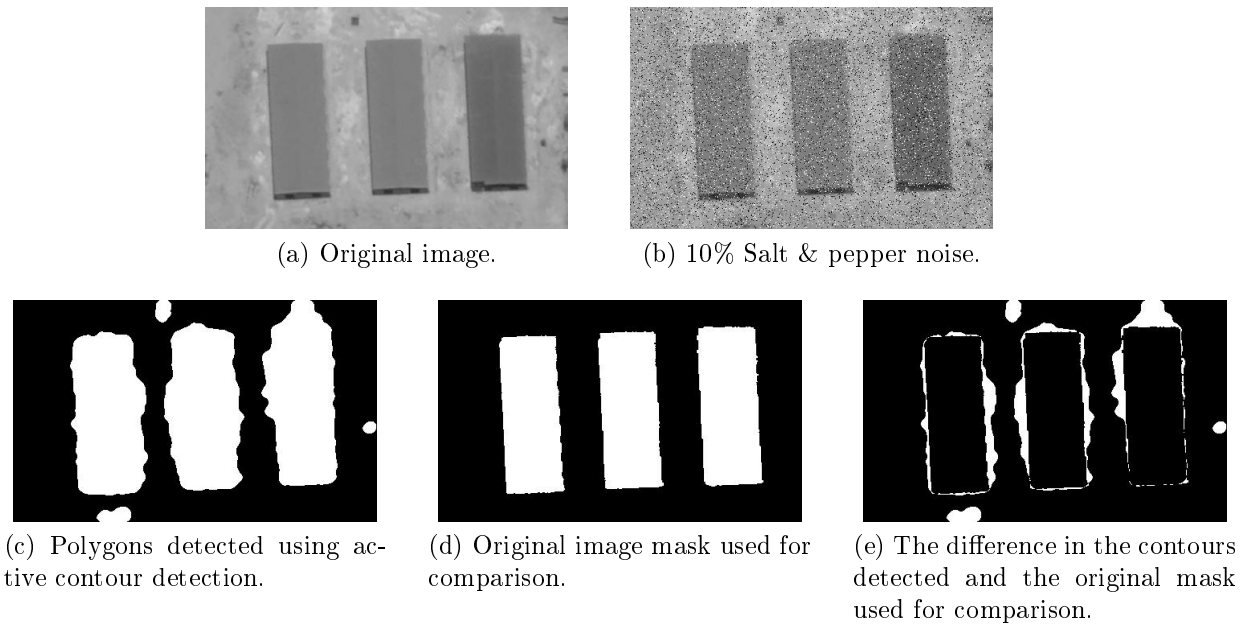 (a) Original image.
(b) 10% Salt & pepper noise.
(c) Polygons detected using ac-
tive contour detection.
(d) Original image mask used for
comparison.
(e) The difference in the contours
detected and the original mask
used for comparison.